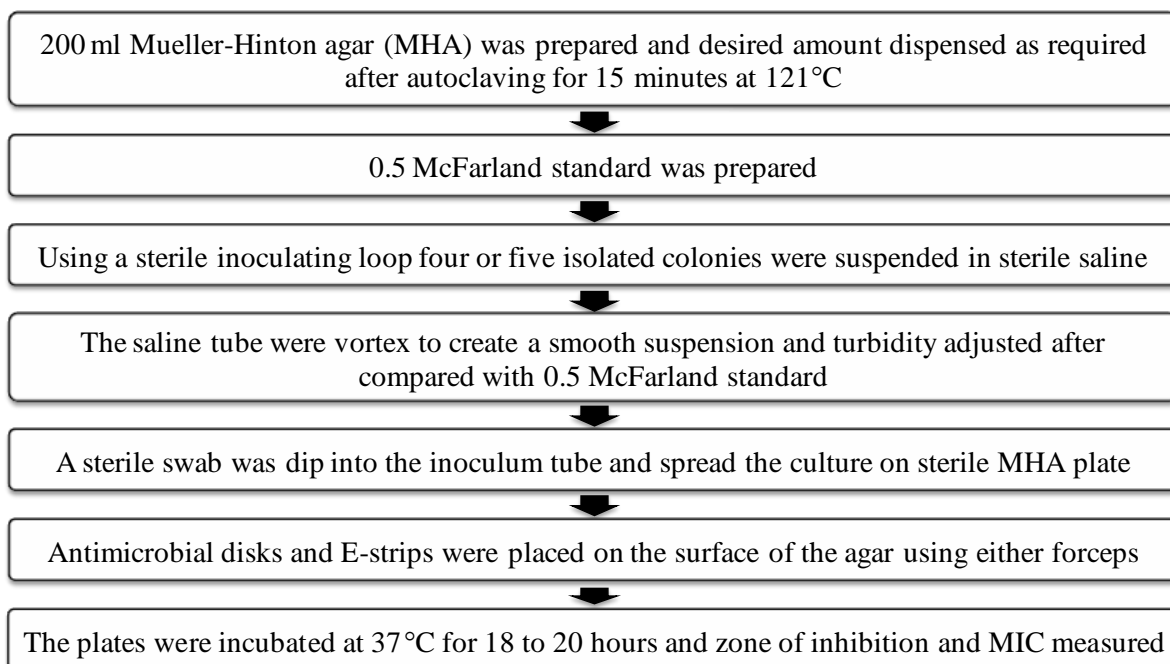 200 ml Mueller-Hinton agar (MHA) was prepared and desired amount dispensed as required
after autoclaving for 15 minutes at 121°C
0.5 McFarland standard was prepared
Using a sterile inoculating loop four or five isolated colonies were suspended in sterile saline
The saline tube were vortex to create a smooth suspension and turbidity adjusted after
compared with 0.5 McFarland standard
A sterile swab was dip into the inoculum tube and spread the culture on sterile MHA plate
Antimicrobial disks and E-strips were placed on the surface of the agar using either forceps
The plates were incubated at 37°C for 18 to 20 hours and zone of inhibition and MIC measured